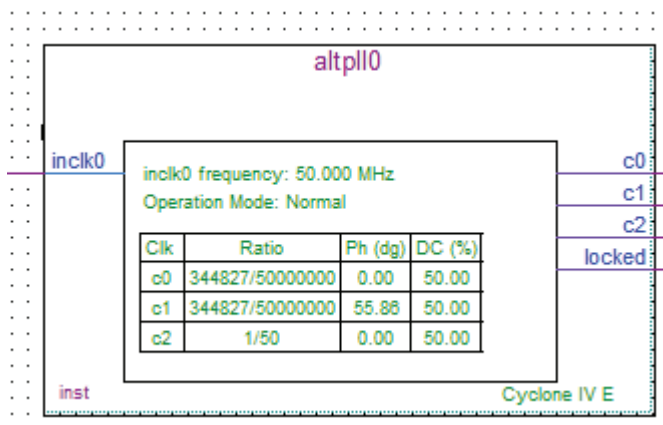 altpll0
inclk0
c0
c1
c2
locked
inclk0 frequency: 50.000 MHz
Operation Mode: Normal
Clk Ratio Ph (dg) DC (%)
c0 344827/50000000 0.00 50.00
c1 344827/50000000 55.86 50.00
c2 1/50 0.00 50.00
inst
Cyclone IV E